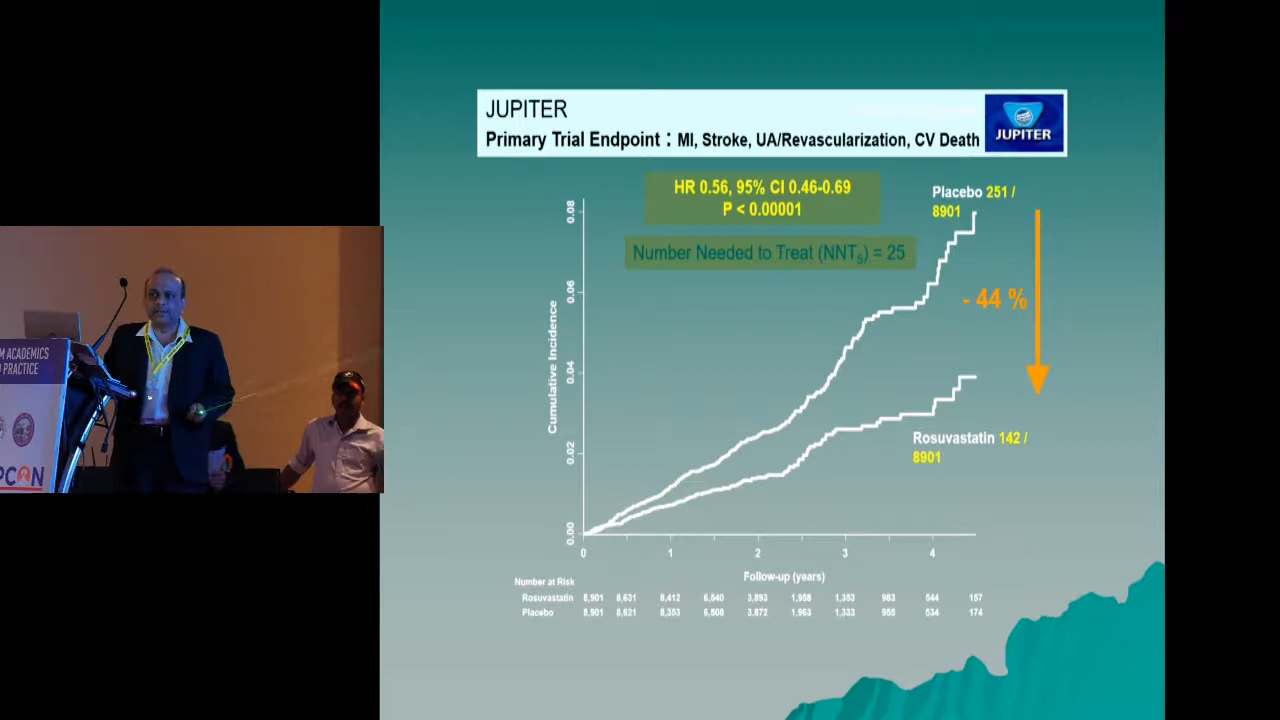 JUPITER
Primary Trial Endpoint : MI, Stroke, UA/Revascularization, CV Death
JUPITER
HR 0.56, 95% CI 0.46-0.69
P < 0.00001
Number Needed to Treat (NNT5) = 25
Placebo 251 /
8901
- 44 %
Rosuvastatin 142 /
8901
Cumulative Incidence
0.08
0.06
0.04
0.02
0.00
0 1 2 3 4
Follow-up (years)
Number at Risk
Rosuvastatin 8,901 8,631 8,412 6,540 3,893 1,958 1,353 983 544 157
Placebo 8,901 8,621 8,353 6,508 3,872 1,963 1,333 955 534 174
M ACADEMICS
PRACTICE
PCON